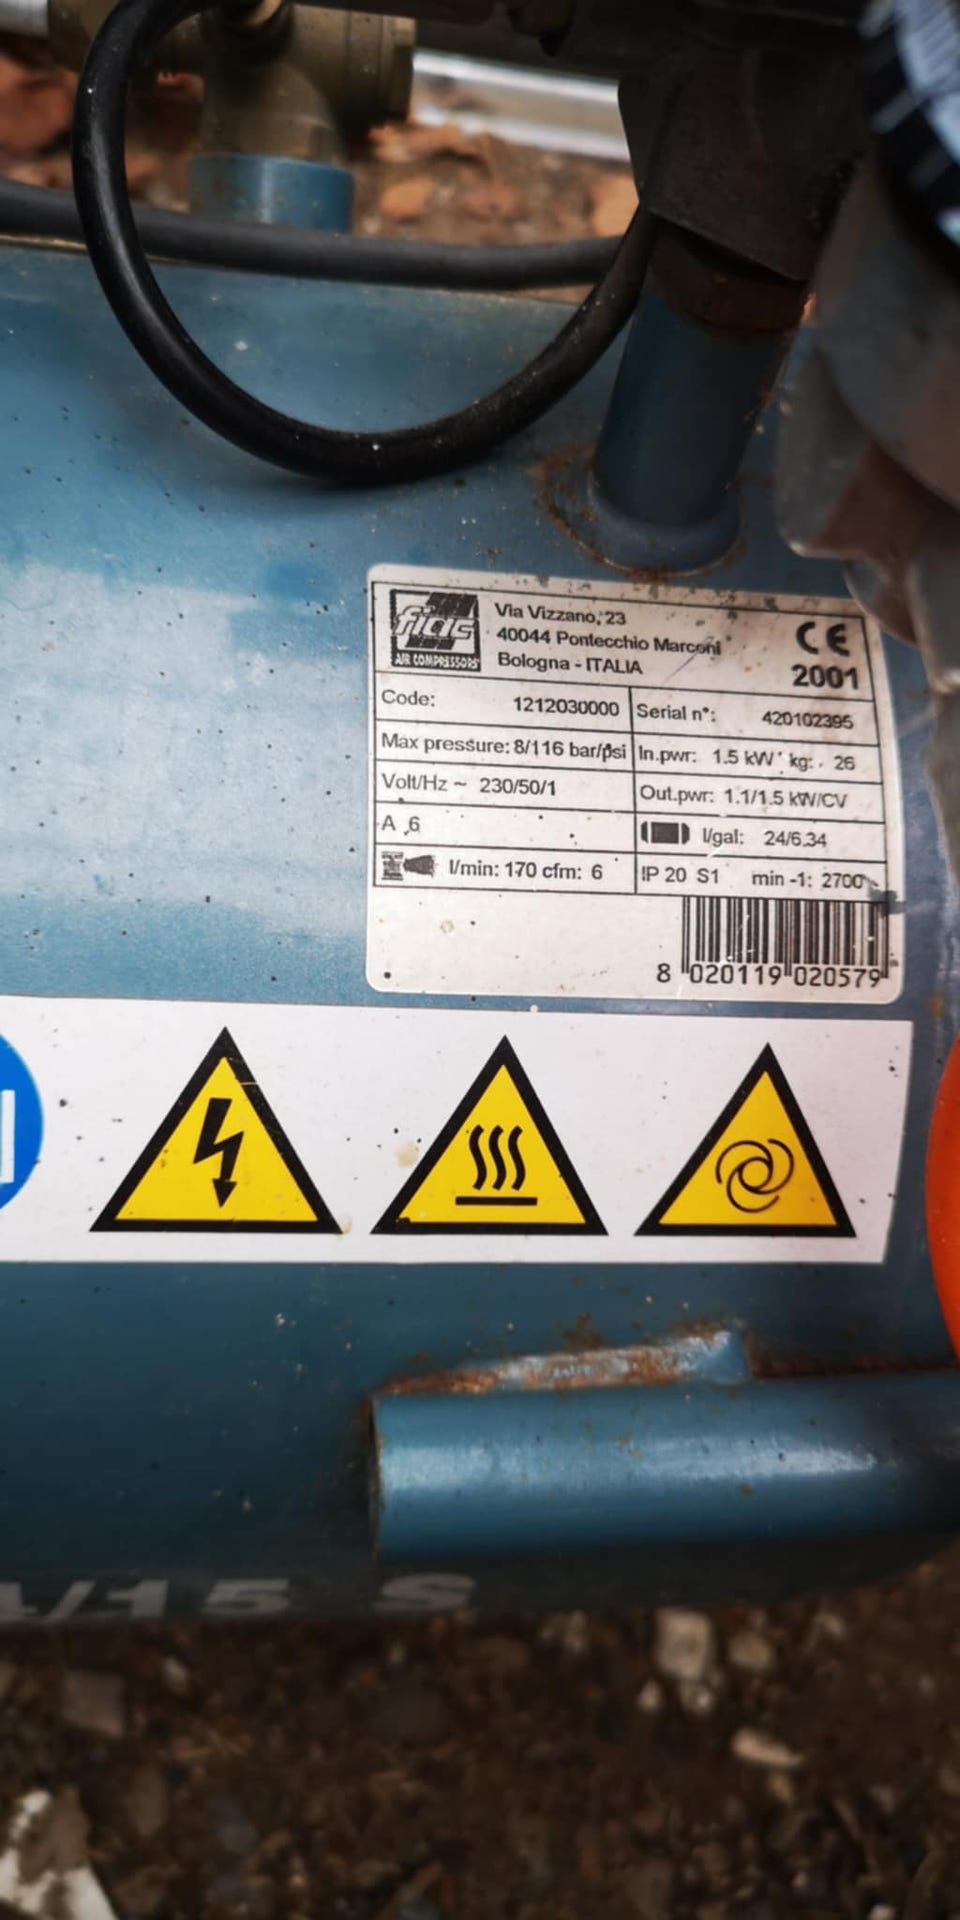 fiac
AIR COMPRESSORS
Via Vizzano, 23
40044 Pontecchio Marconi
Bologna - ITALIA
CE
2001
Code: 1212030000
Serial n°: 420102395
Max pressure: 8/116 bar/psi
In.pwr: 1.5 kW kg: 26
Volt/Hz ~ 230/50/1
Out.pwr: 1.1/1.5 kW/CV
A 6
l/gal: 24/6.34
l/min: 170 cfm: 6
IP 20 S1 min -1: 2700
8 020119 020579
/15 S